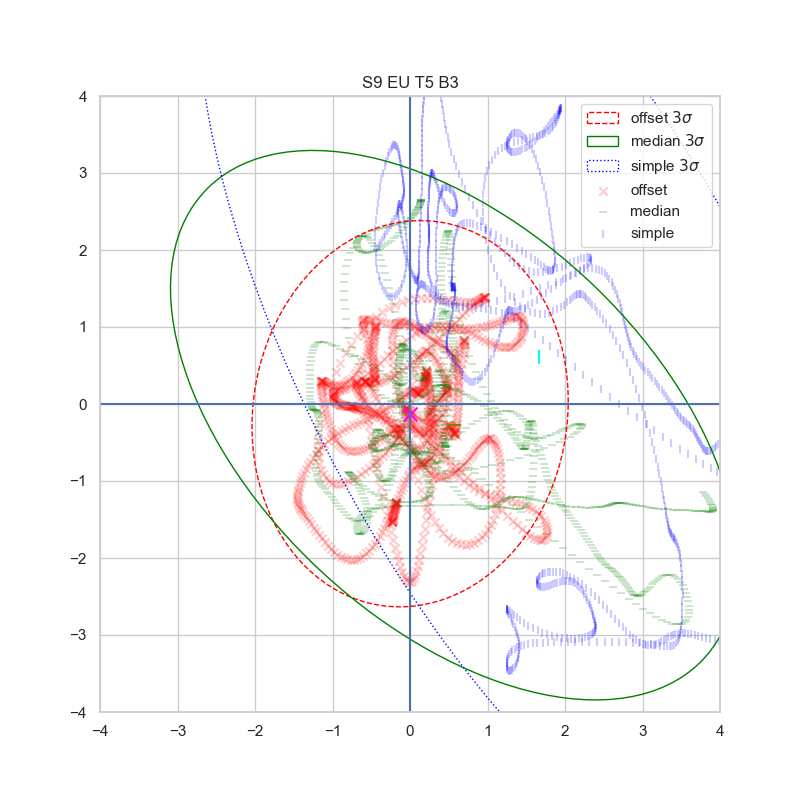 S9 EU T5 B3
4
3
2
1
0
−1
−2
−3
−4
−4
−3
−2
−1
0
1
2
3
4
offset 3σ
median 3σ
simple 3σ
offset
median
simple